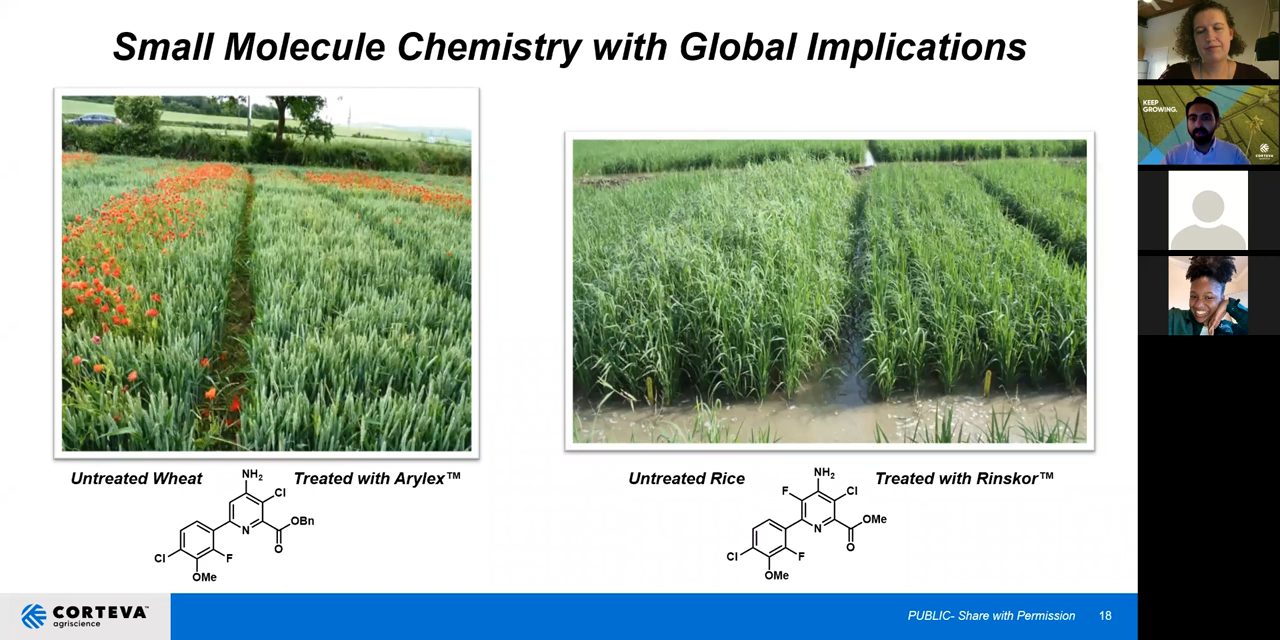 Small Molecule Chemistry with Global Implications
Untreated Wheat
Treated with Arylex™
Untreated Rice
Treated with Rinskor™
NH₂
Cl
OBn
N
O
F
Cl
OMe
NH₂
F
Cl
OMe
N
O
F
Cl
OMe
CORTEVA™
agriscience
PUBLIC- Share with Permission
18
KEEP
GROWING.
CORTEVA